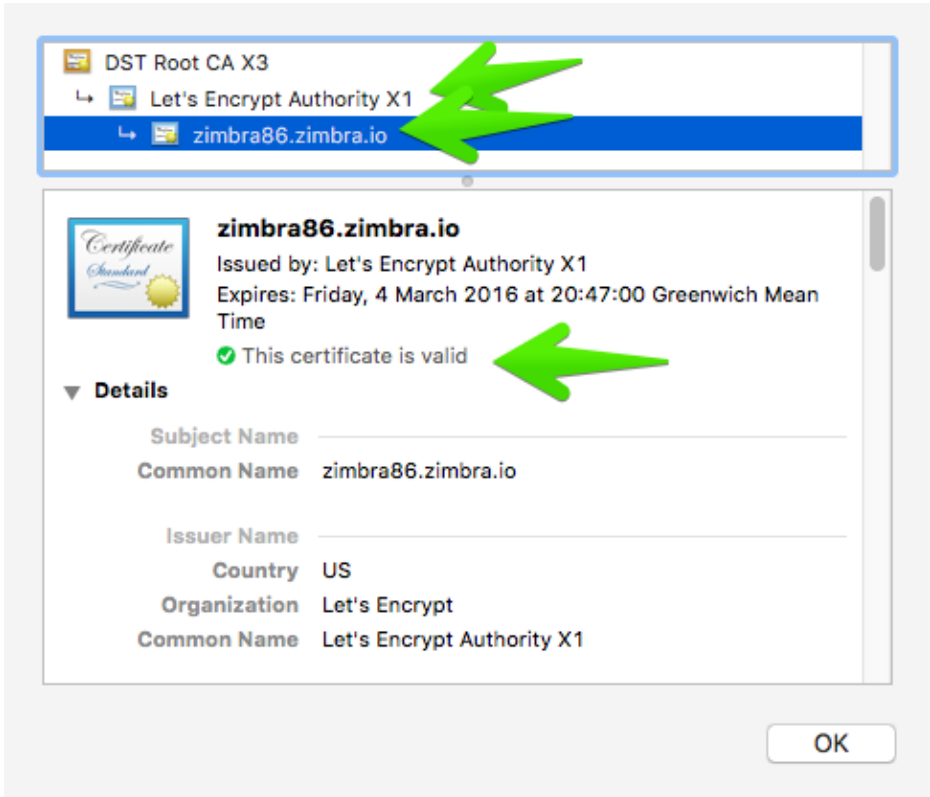 DST Root CA X3
↳ Let's Encrypt Authority X1
↳ zimbra86.zimbra.io
Certificate
Standard
zimbra86.zimbra.io
Issued by: Let's Encrypt Authority X1
Expires: Friday, 4 March 2016 at 20:47:00 Greenwich Mean
Time
This certificate is valid
Details
Subject Name
Common Name zimbra86.zimbra.io
Issuer Name
Country US
Organization Let's Encrypt
Common Name Let's Encrypt Authority X1
OK